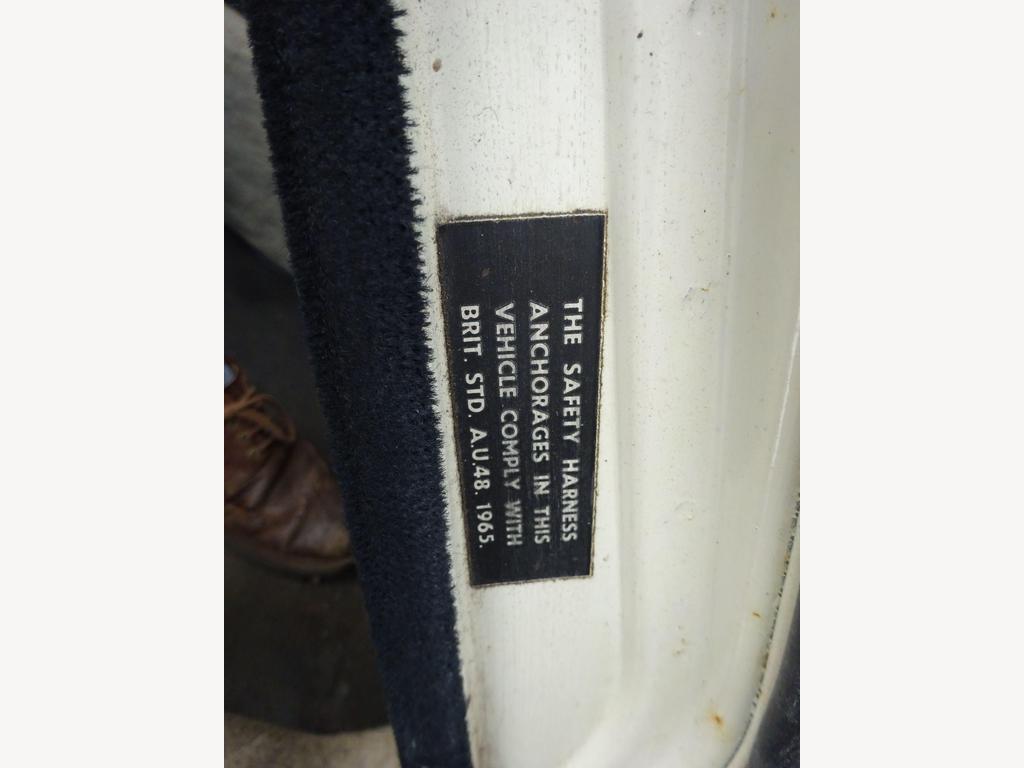 THE SAFETY HARNESS
ANCHORAGES IN THIS
VEHICLE COMPLY WITH
BRIT. STD. A.U.48. 1965.